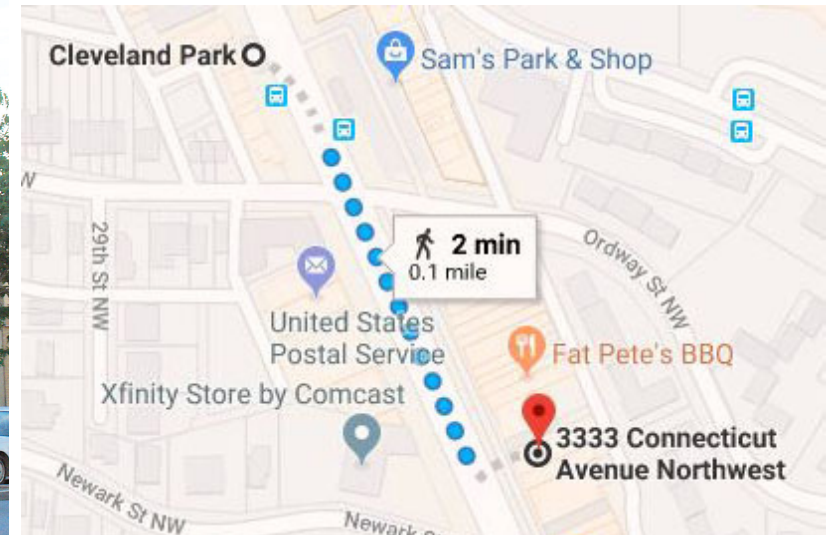 Cleveland Park
Sam's Park & Shop
W
29th St NW
2 min
0.1 mile
Ordway St NW
United States
Postal Service
Fat Pete's BBQ
Xfinity Store by Comcast
3333 Connecticut
Avenue Northwest
Newark St NW
Newark S